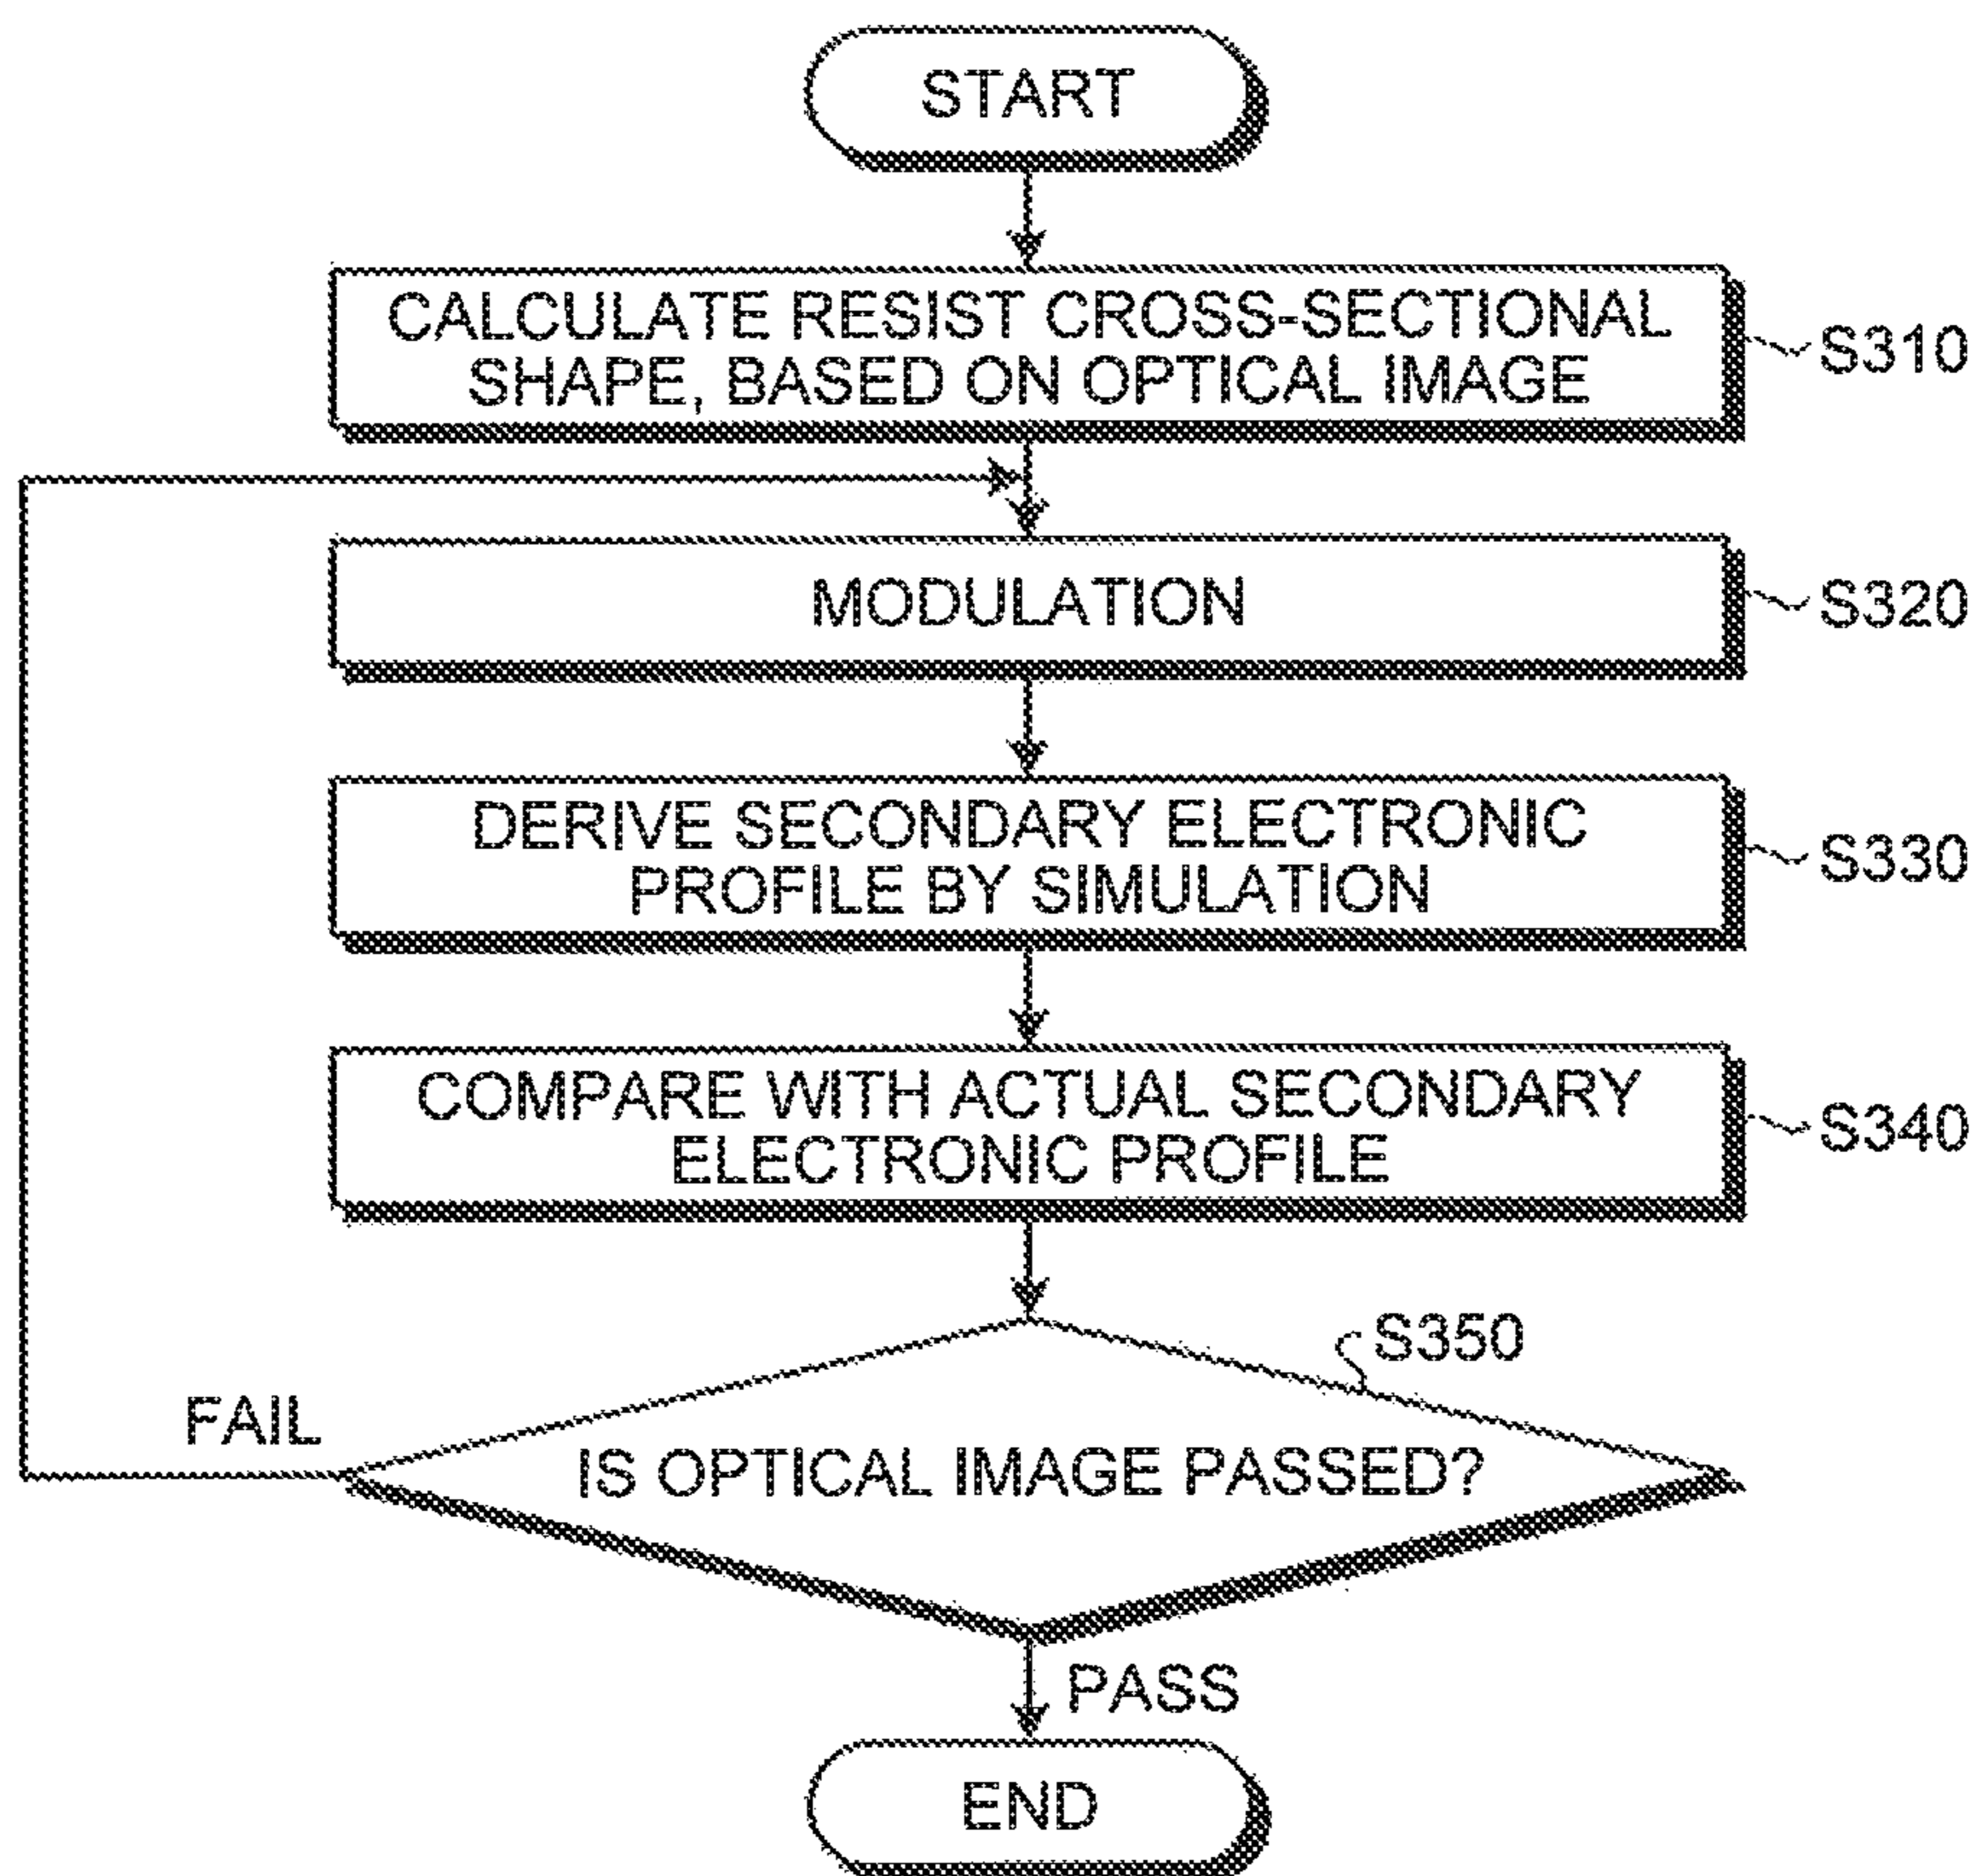 START
CALCULATE RESIST CROSS-SECTIONAL
SHAPE, BASED ON OPTICAL IMAGE
S310
MODULATION
S320
DERIVE SECONDARY ELECTRONIC
PROFILE BY SIMULATION
S330
COMPARE WITH ACTUAL SECONDARY
ELECTRONIC PROFILE
S340
S350
FAIL
IS OPTICAL IMAGE PASSED?
PASS
END